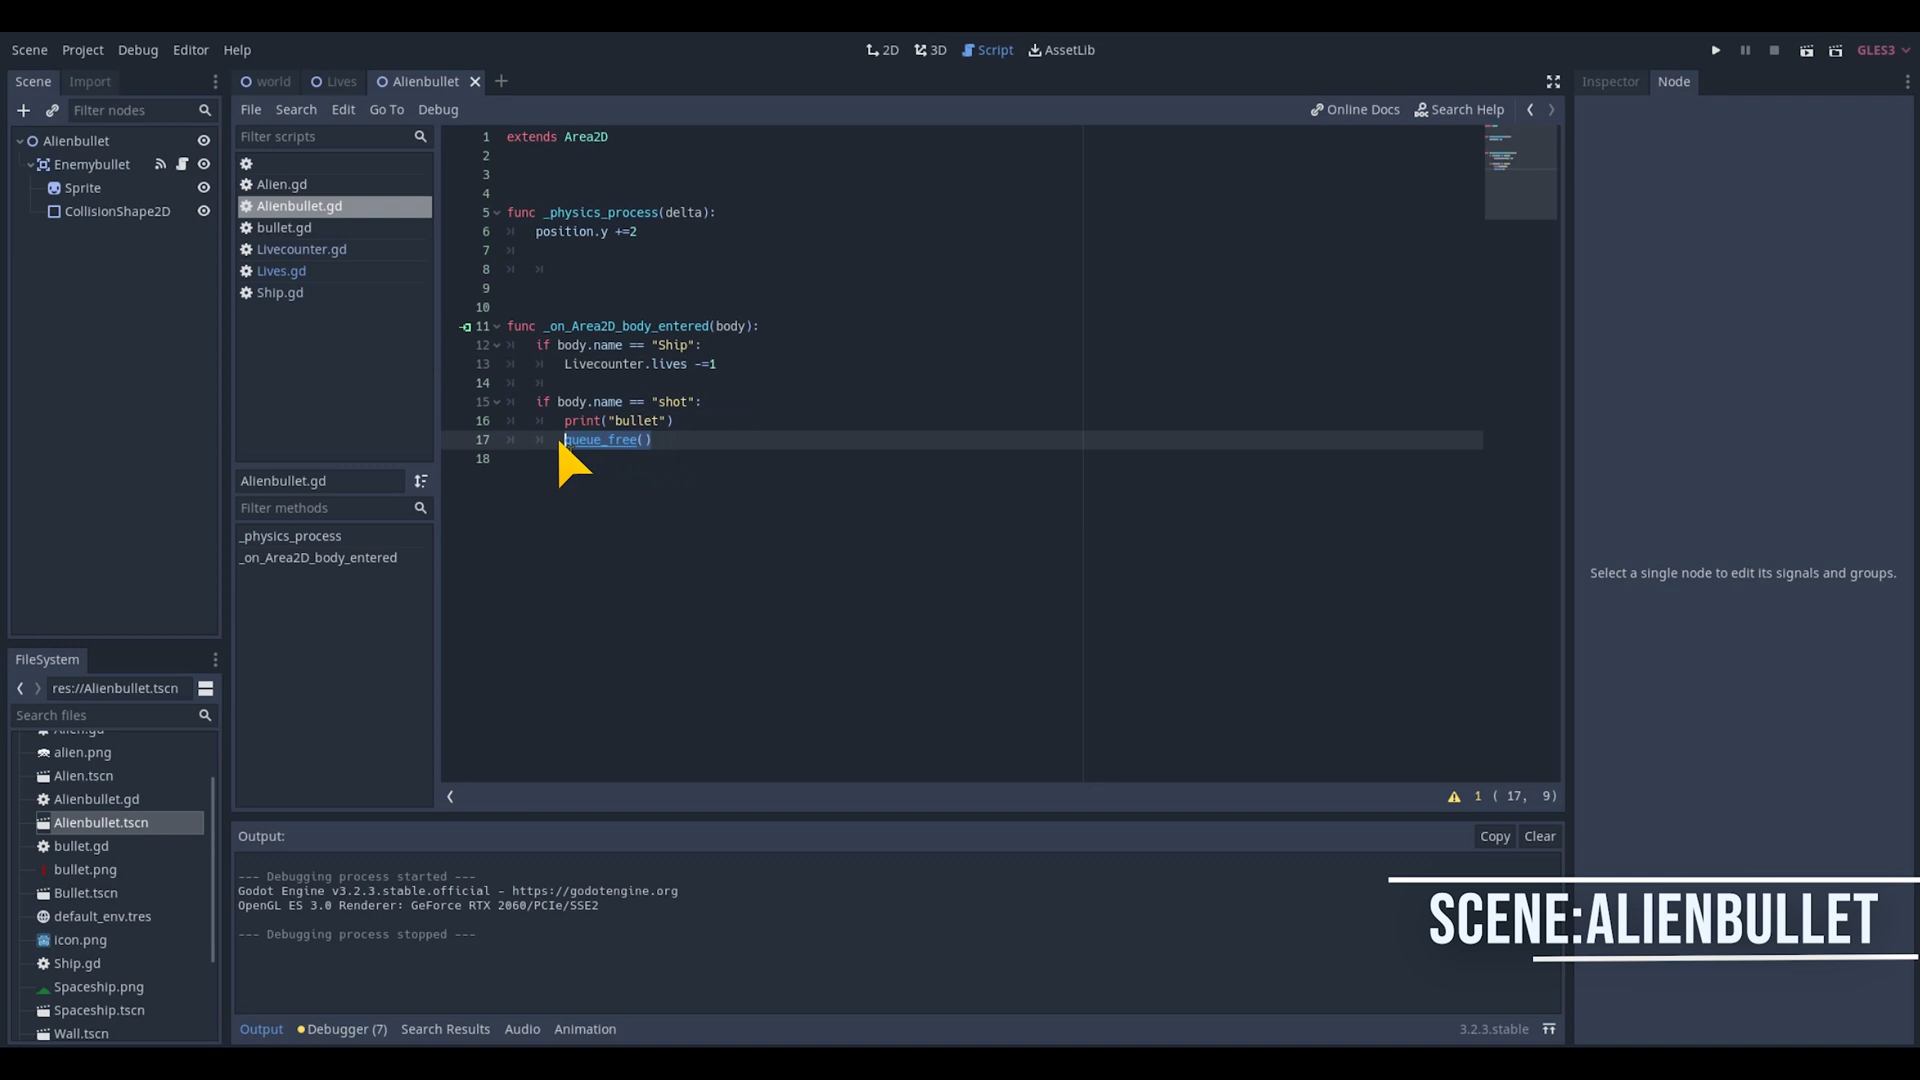 Scene Project Debug Editor Help 2D 3D Script AssetLib GLES3
Scene Import world Lives Alienbullet Inspector Node
Filter nodes File Search Edit Go To Debug Online Docs Search Help
Filter scripts
Alienbullet
Enemybullet
Sprite
CollisionShape2D
Alien.gd
Alienbullet.gd
bullet.gd
Livecounter.gd
Lives.gd
Ship.gd
Alienbullet.gd
Filter methods
_physics_process
_on_Area2D_body_entered
1 extends Area2D
2
3
4
5 func _physics_process(delta):
6 position.y +=2
7
8
9
10
11 func _on_Area2D_body_entered(body):
12 if body.name == "Ship":
13 Livecounter.lives -=1
14
15 if body.name == "shot":
16 print("bullet")
17 queue_free()
18
1 ( 17, 9)
Select a single node to edit its signals and groups.
FileSystem
res://Alienbullet.tscn
Search files
Alien.gd
alien.png
Alien.tscn
Alienbullet.gd
Alienbullet.tscn
bullet.gd
bullet.png
Bullet.tscn
default_env.tres
icon.png
Ship.gd
Spaceship.png
Spaceship.tscn
Wall.tscn
Output: Copy Clear
--- Debugging process started ---
Godot Engine v3.2.3.stable.official - https://godotengine.org
OpenGL ES 3.0 Renderer: GeForce RTX 2060/PCIe/SSE2
--- Debugging process stopped ---
Output Debugger (7) Search Results Audio Animation 3.2.3.stable
SCENE:ALIENBULLET